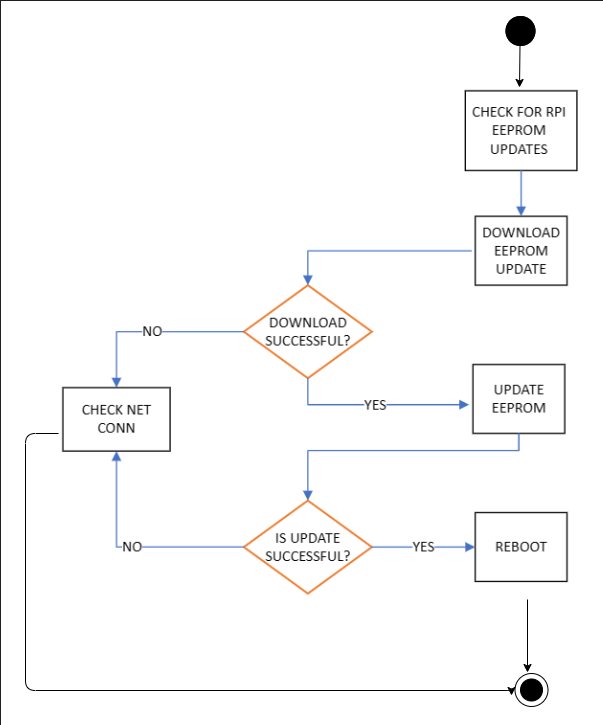 CHECK FOR RPI
EEPROM
UPDATES
DOWNLOAD
EEPROM
UPDATE
DOWNLOAD
SUCCESSFUL?
NO
YES
UPDATE
EEPROM
CHECK NET
CONN
IS UPDATE
SUCCESSFUL?
NO
YES
REBOOT